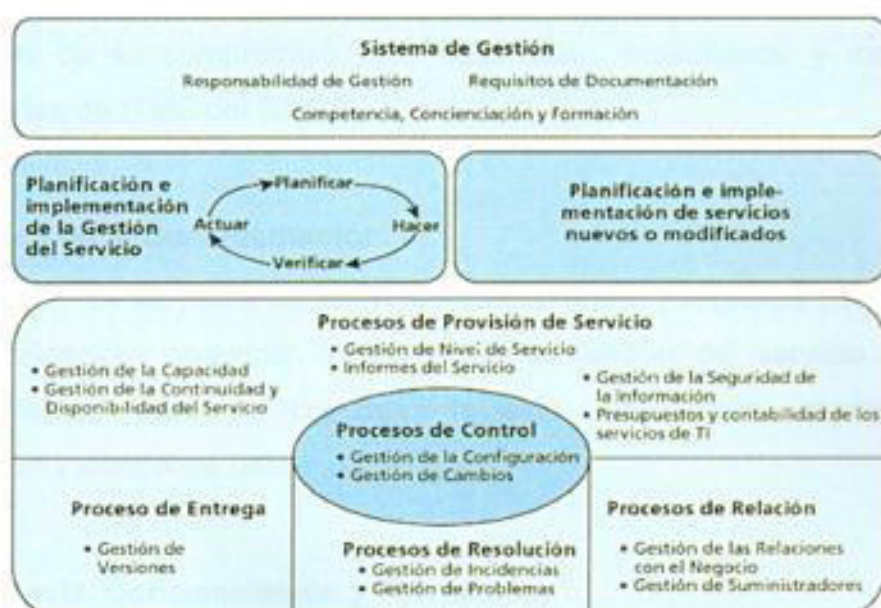 Sistema de Gestión
Responsabilidad de Gestión Requisitos de Documentación
Competencia, Concienciación y Formación
Planificación e
implementación
de la Gestión
del Servicio
Planificar
Actuar
Hacer
Verificar
Planificación e imple-
mentación de servicios
nuevos o modificados
Procesos de Provisión de Servicio
• Gestión de la Capacidad
• Gestión de la Continuidad y
Disponibilidad del Servicio
• Gestión de Nivel de Servicio
• Informes del Servicio
• Gestión de la Seguridad de
la Información
• Presupuestos y contabilidad de los
servicios de TI
Procesos de Control
• Gestión de la Configuración
• Gestión de Cambios
Proceso de Entrega
• Gestión de
Versiones
Procesos de Resolución
• Gestión de Incidencias
• Gestión de Problemas
Procesos de Relación
• Gestión de las Relaciones
con el Negocio
• Gestión de Suministradores